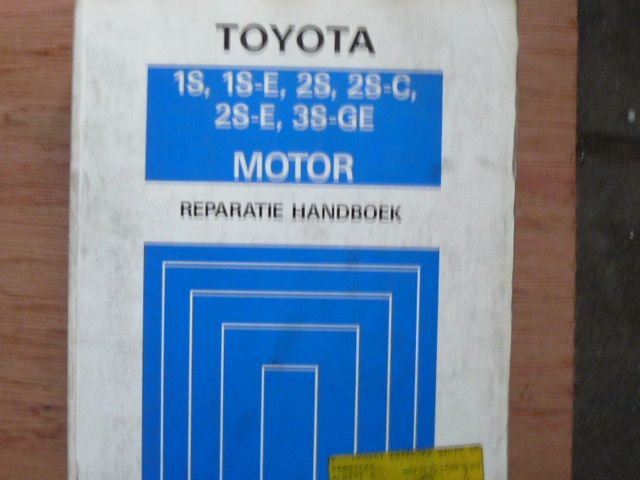 TOYOTA
1S, 1S-E, 2S, 2S-C,
2S-E, 3S-GE
MOTOR
REPARATIE HANDBOEK